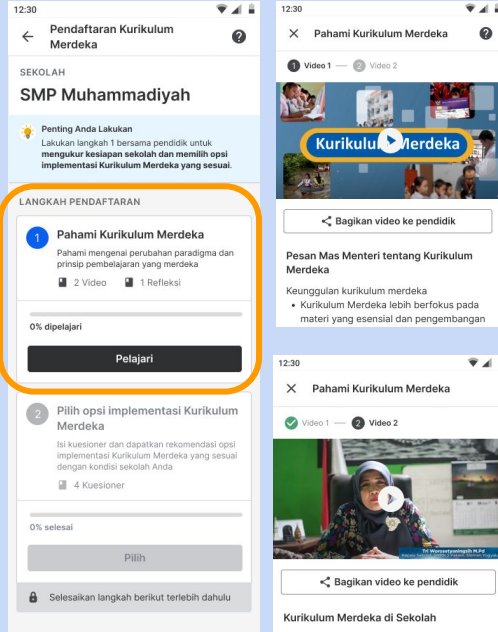 12:30
Pendaftaran Kurikulum
Merdeka
SEKOLAH
SMP Muhammadiyah
Penting Anda Lakukan
Lakukan langkah 1 bersama pendidik untuk
mengukur kesiapan sekolah dan memilih opsi
implementasi Kurikulum Merdeka yang sesuai.
LANGKAH PENDAFTARAN
1 Pahami Kurikulum Merdeka
Pahami mengenai perubahan paradigma dan
prinsip pembelajaran yang merdeka
2 Video 1 Refleksi
0% dipelajari
Pelajari
2 Pilih opsi implementasi Kurikulum
Merdeka
Isi kuesioner dan dapatkan rekomendasi opsi
implementasi Kurikulum Merdeka yang sesuai
dengan kondisi sekolah Anda
4 Kuesioner
0% selesai
Pilih
Selesaikan langkah berikut terlebih dahulu
12:30
Pahami Kurikulum Merdeka
1 Video 1 2 Video 2
Kurikulum Merdeka
Bagikan video ke pendidik
Pesan Mas Menteri tentang Kurikulum
Merdeka
Keunggulan kurikulum merdeka
• Kurikulum Merdeka lebih berfokus pada
materi yang esensial dan pengembangan
12:30
Pahami Kurikulum Merdeka
Video 1 2 Video 2
Tri Worosetyaningsih M.Pd
Bagikan video ke pendidik
Kurikulum Merdeka di Sekolah